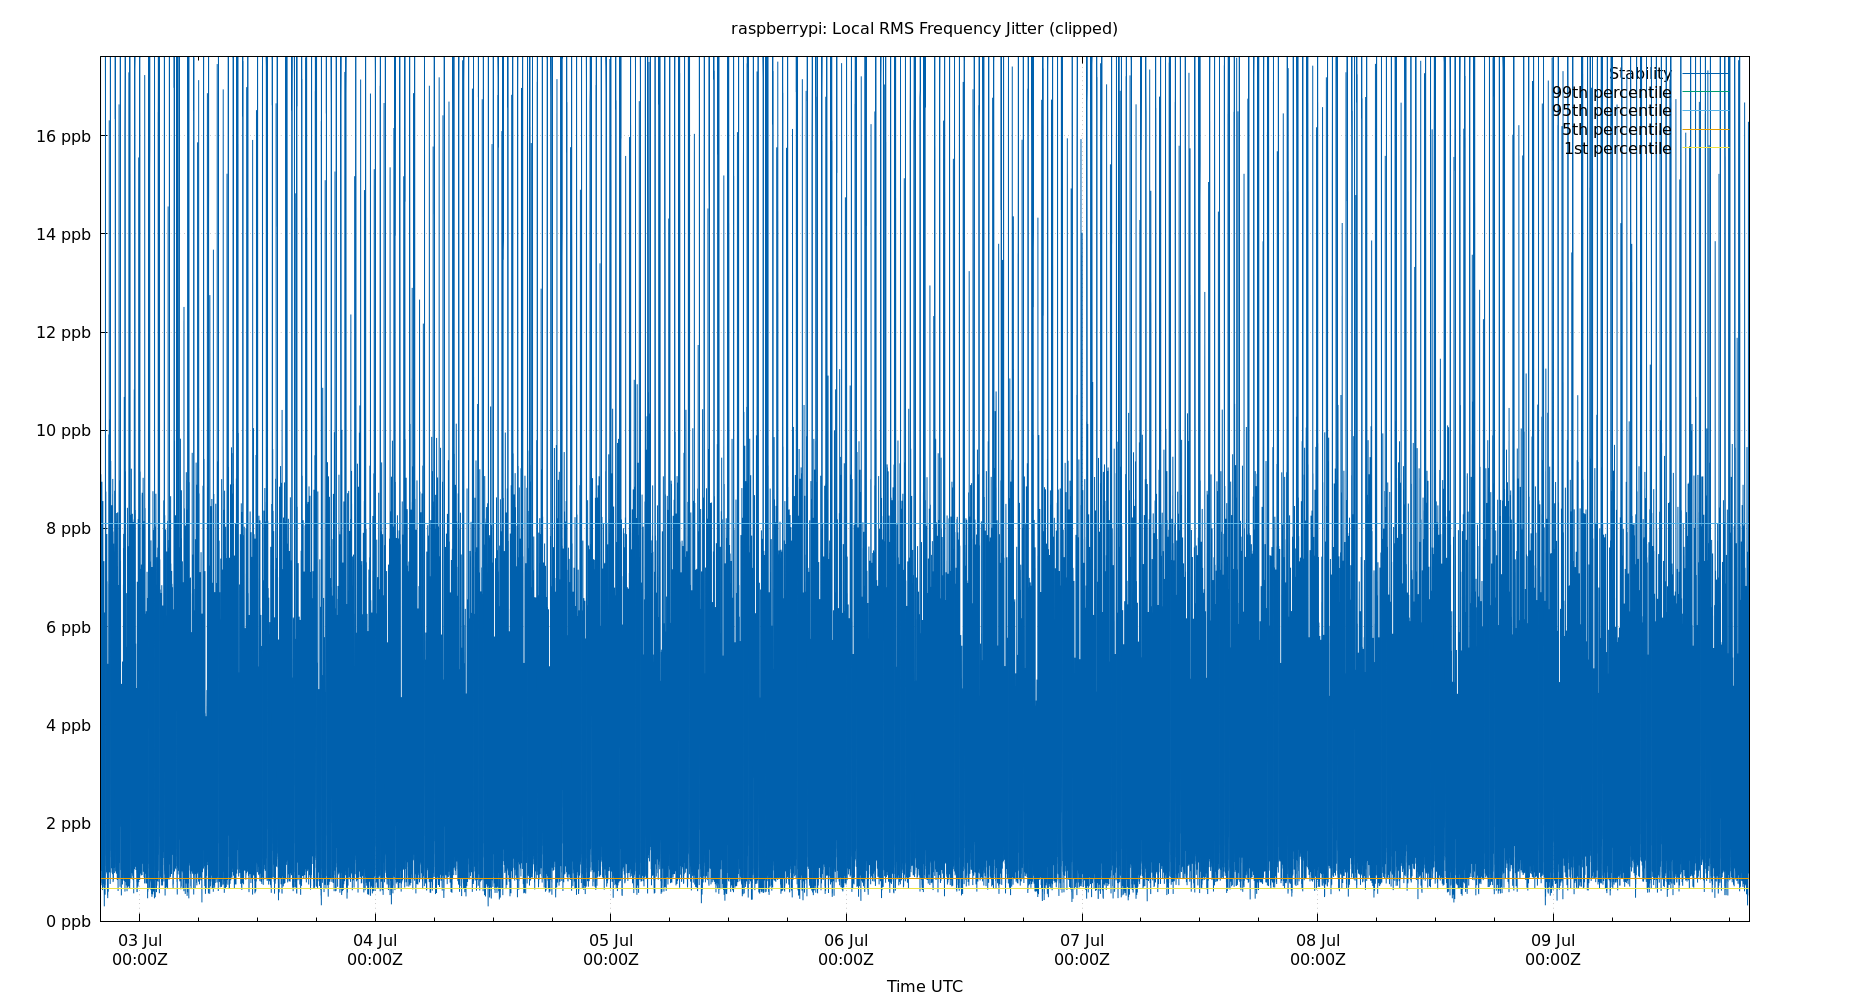 raspberrypi: Local RMS Frequency Jitter (clipped)
Stability
99th percentile
95th percentile
5th percentile
1st percentile
16 ppb
14 ppb
12 ppb
10 ppb
8 ppb
6 ppb
4 ppb
2 ppb
0 ppb
03 Jul 04 Jul 05 Jul 06 Jul 07 Jul 08 Jul 09 Jul
00:00Z 00:00Z 00:00Z 00:00Z 00:00Z 00:00Z 00:00Z
Time UTC